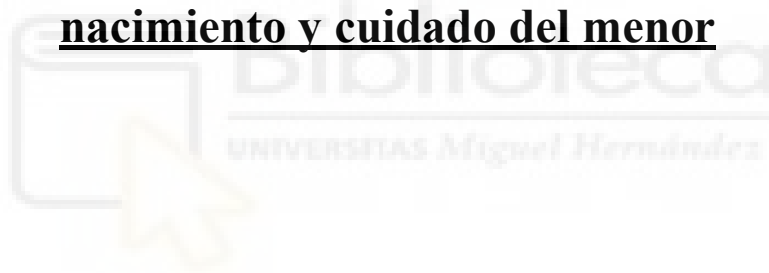 nacimiento y cuidado del menor
Biblioteca
UNIVERSITAS Miguel Hernández